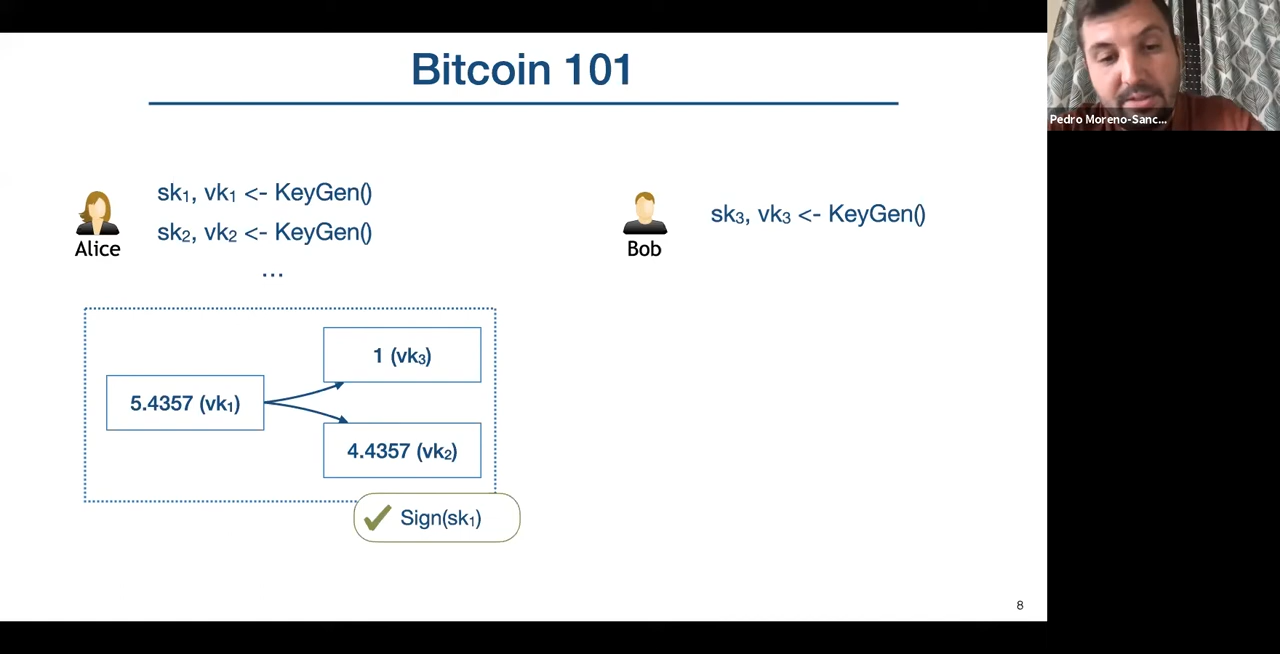 Bitcoin 101
Pedro Moreno-Sanc...
sk₁, vk₁ <- KeyGen()
sk₂, vk₂ <- KeyGen()
...
Alice
sk₃, vk₃ <- KeyGen()
Bob
1 (vk₃)
5.4357 (vk₁)
4.4357 (vk₂)
Sign(sk₁)
8